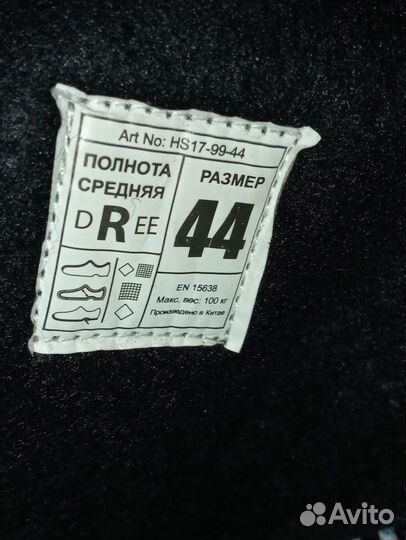 Art No: HS17-99-44
ПОЛНОТА
СРЕДНЯЯ
D R EE
РАЗМЕР
44
EN 15638
Макс. вес: 100 кг
Произведено в Китае
Avito